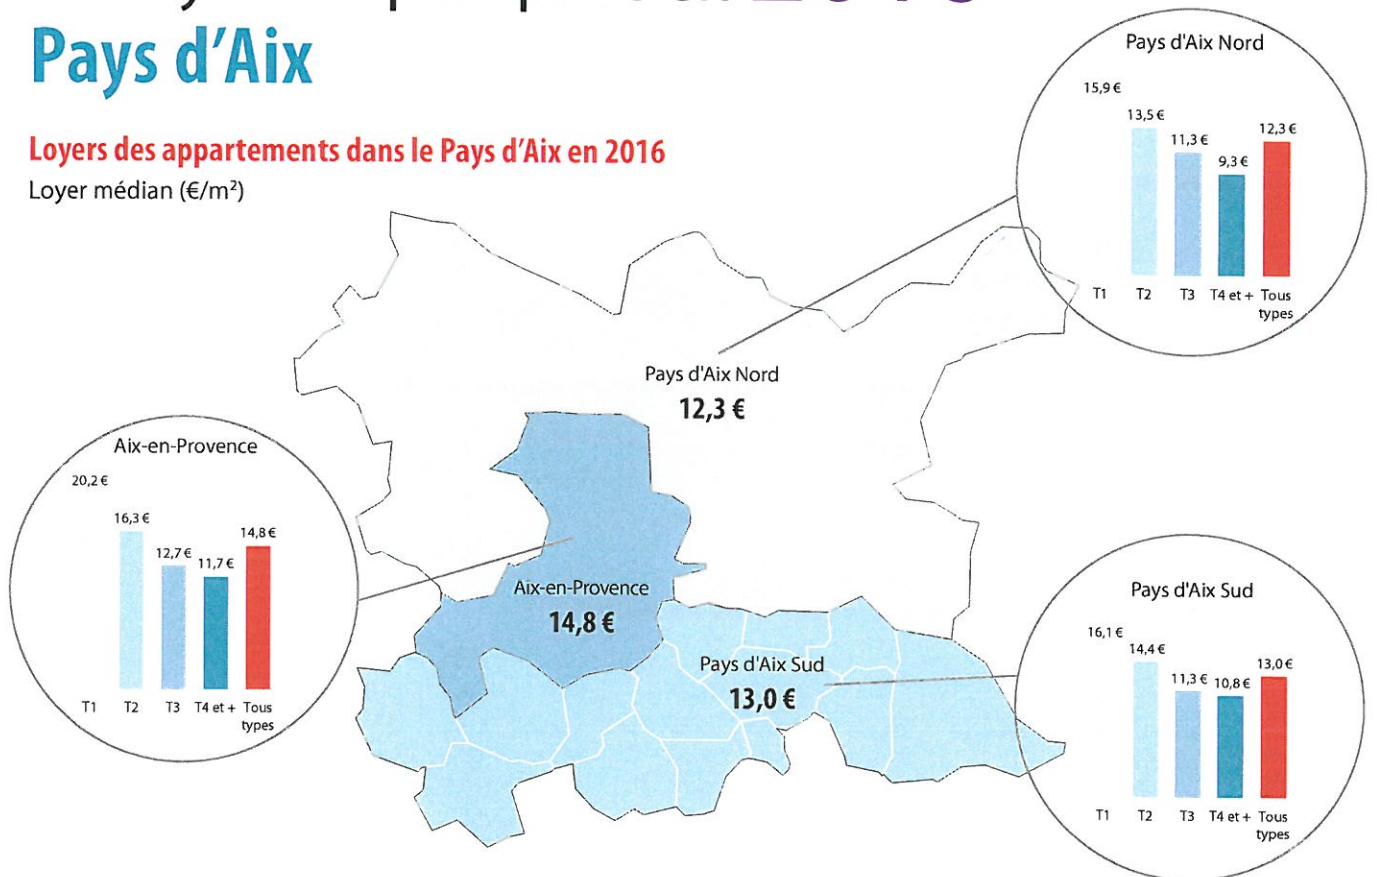 Pays d'Aix
Loyers des appartements dans le Pays d'Aix en 2016
Loyer médian (€/m²)
Pays d'Aix Nord
15,9 €
13,5 €
11,3 €
9,3 €
12,3 €
T1 T2 T3 T4 et + Tous types
Pays d'Aix Nord
12,3 €
Aix-en-Provence
20,2 €
16,3 €
12,7 €
11,7 €
14,8 €
T1 T2 T3 T4 et + Tous types
Aix-en-Provence
14,8 €
Pays d'Aix Sud
13,0 €
Pays d'Aix Sud
16,1 €
14,4 €
11,3 €
10,8 €
13,0 €
T1 T2 T3 T4 et + Tous types